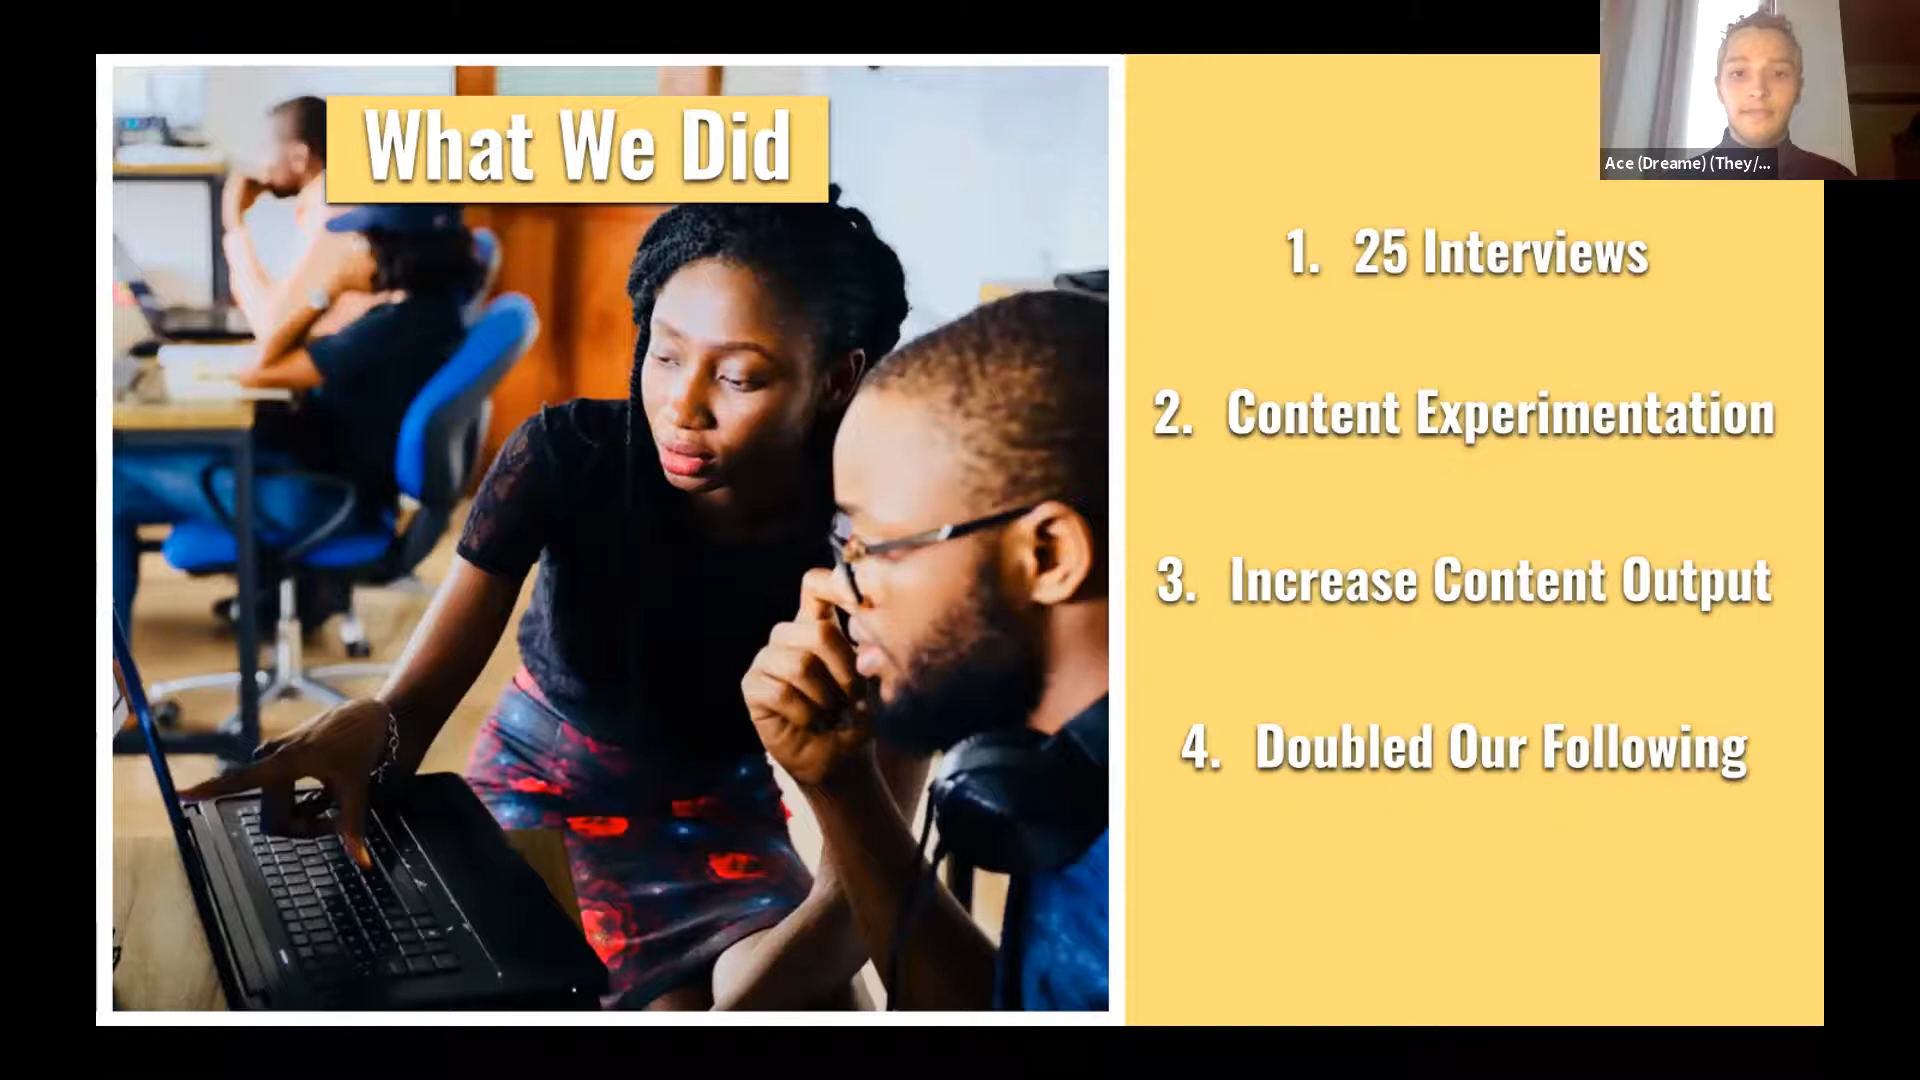 What We Did
Ace (Dreame) (They/...
1. 25 Interviews
2. Content Experimentation
3. Increase Content Output
4. Doubled Our Following